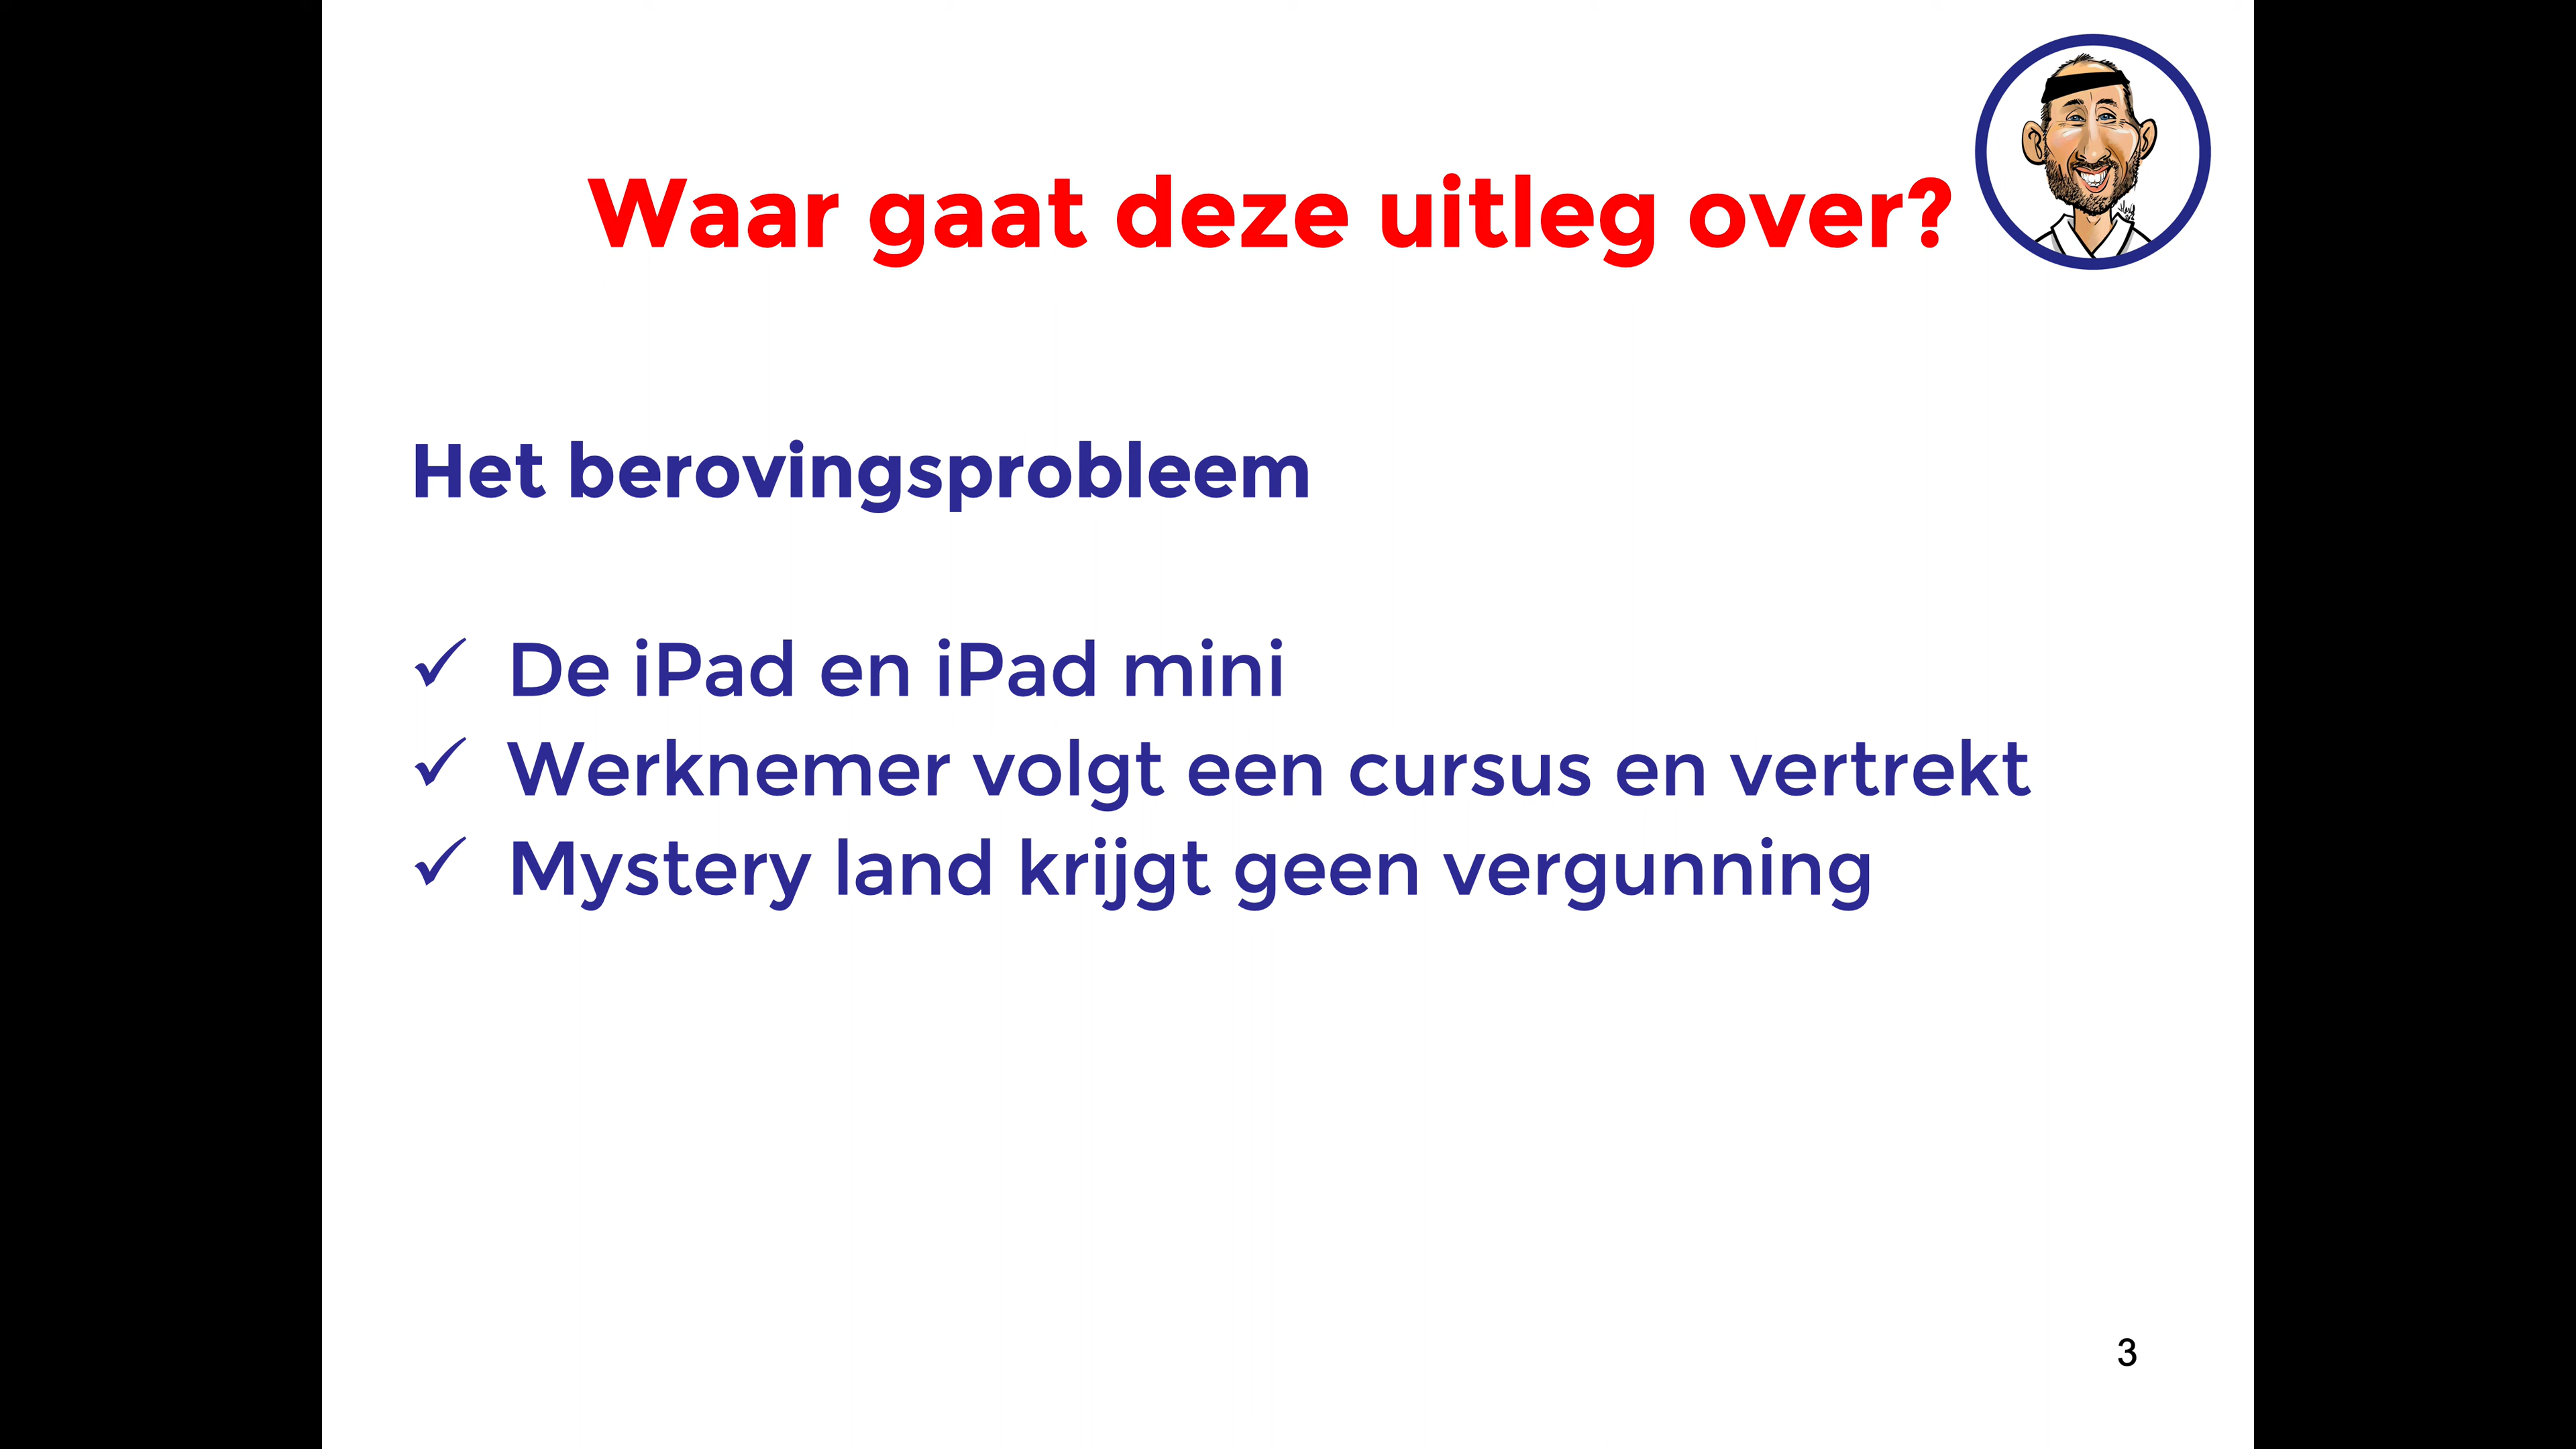 Waar gaat deze uitleg over?
Het berovingsprobleem
✓ De iPad en iPad mini
✓ Werknemer volgt een cursus en vertrekt
✓ Mystery land krijgt geen vergunning
3